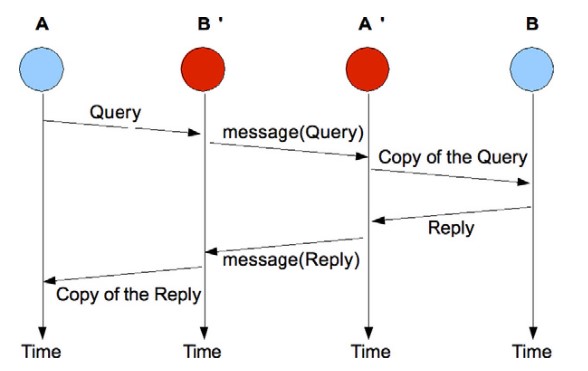 A
B '
A '
B
Query
message(Query)
Copy of the Query
Reply
message(Reply)
Copy of the Reply
Time
Time
Time
Time